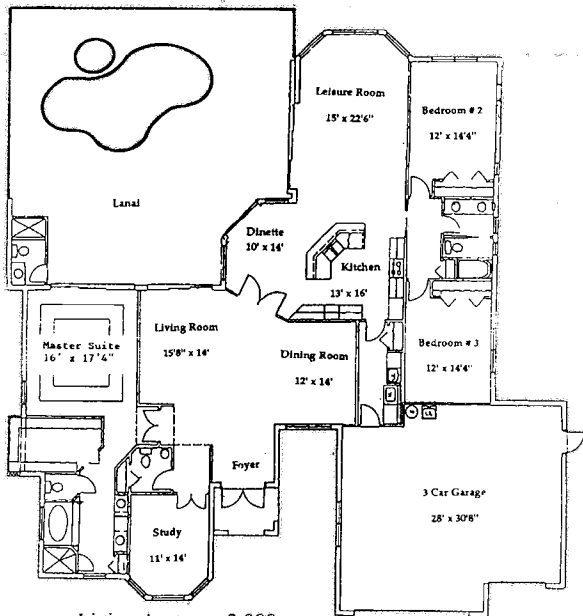 Leisure Room
15' x 22'6"
Bedroom # 2
12' x 14'4"
Lanai
Dinette
10' x 14'
Kitchen
13' x 16'
Living Room
15'8" x 14'
Master Suite
16' x 17'4"
Dining Room
12' x 14'
Bedroom # 3
12' x 14'4"
Foyer
3 Car Garage
28' x 30'8"
Study
11' x 14'